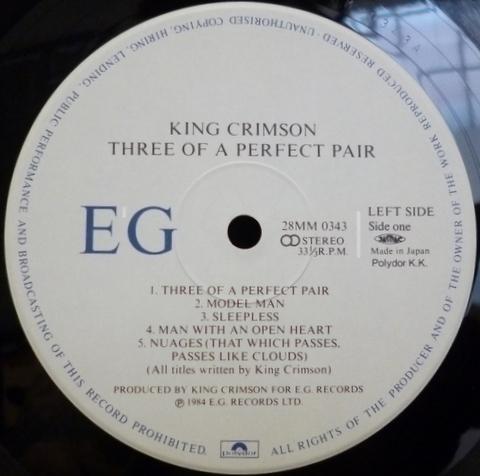 KING CRIMSON
THREE OF A PERFECT PAIR
EG
28MM 0343
STEREO
33⅓R.P.M.
LEFT SIDE
Side one
Made in Japan
Polydor K.K.
1. THREE OF A PERFECT PAIR
2. MODEL MAN
3. SLEEPLESS
4. MAN WITH AN OPEN HEART
5. NUAGES (THAT WHICH PASSES,
PASSES LIKE CLOUDS)
(All titles written by King Crimson)
PRODUCED BY KING CRIMSON FOR E.G. RECORDS
℗ 1984 E.G. RECORDS LTD.
polydor
ALL RIGHTS OF THE PRODUCER AND OF THE OWNER OF THE WORK REPRODUCED RESERVED · UNAUTHORISED COPYING, HIRING, LENDING, PUBLIC PERFORMANCE AND BROADCASTING OF THIS RECORD PROHIBITED.